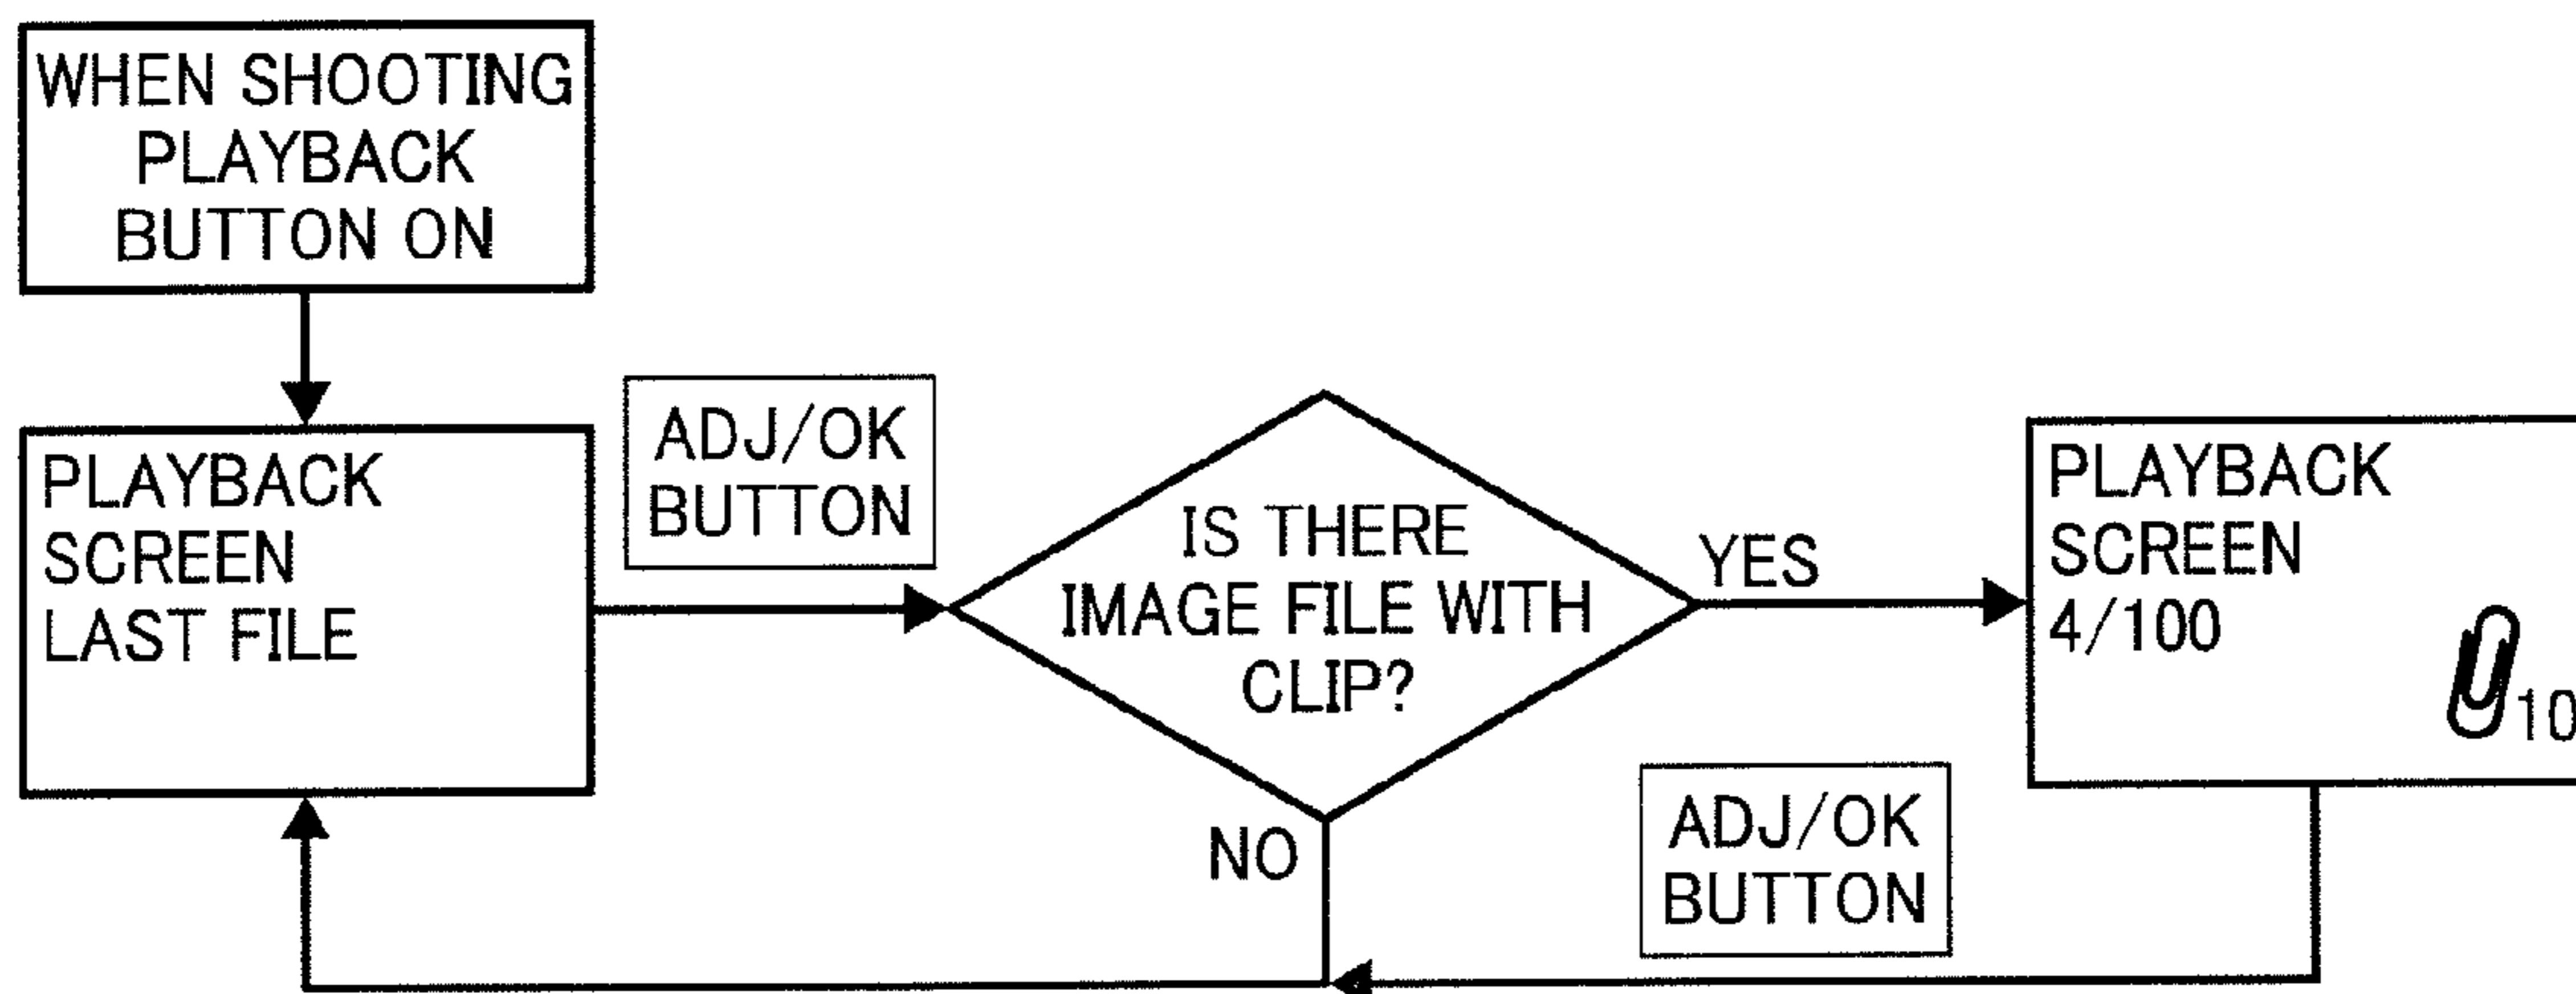 WHEN SHOOTING
PLAYBACK
BUTTON ON
PLAYBACK
SCREEN
LAST FILE
ADJ/OK
BUTTON
IS THERE
IMAGE FILE WITH
CLIP?
YES
NO
PLAYBACK
SCREEN
4/100
10
ADJ/OK
BUTTON